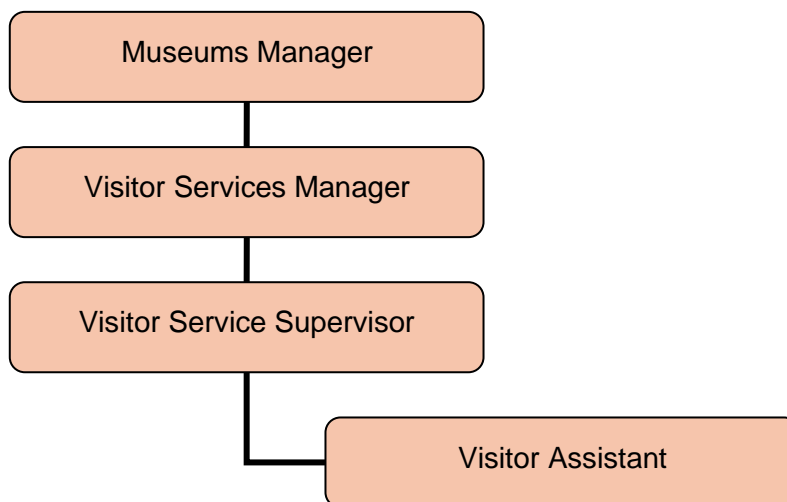 Museums Manager
Visitor Services Manager
Visitor Service Supervisor
Visitor Assistant